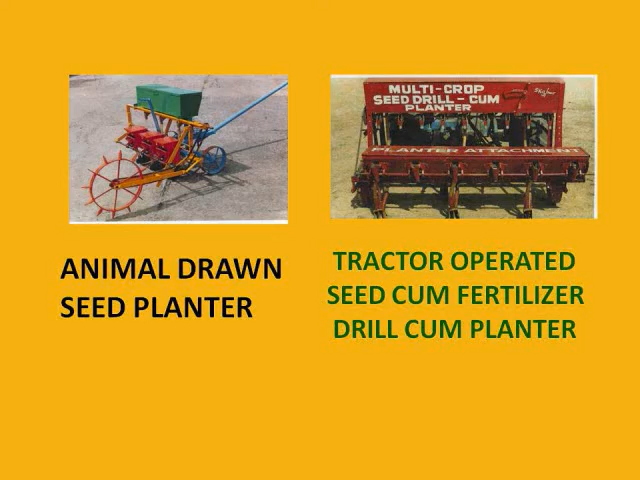 MULTI-CROP
SEED DRILL - CUM
PLANTER
PLANTER ATTACHMENT
ANIMAL DRAWN
SEED PLANTER
TRACTOR OPERATED
SEED CUM FERTILIZER
DRILL CUM PLANTER